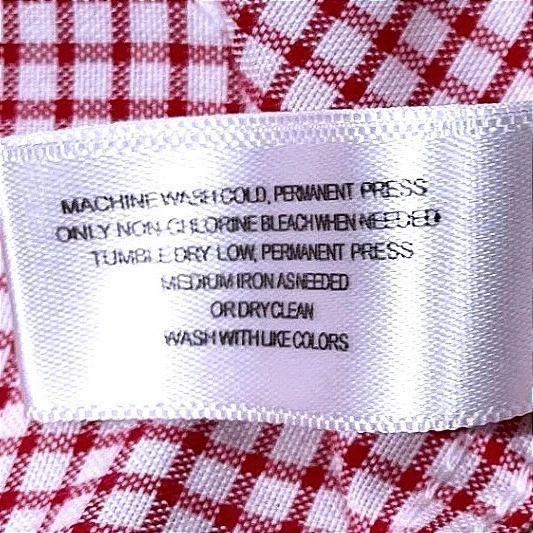 MACHINE WASH COLD, PERMANENT PRESS
ONLY NON-CHLORINE BLEACH WHEN NEEDED
TUMBLE DRY LOW, PERMANENT PRESS
MEDIUM IRON AS NEEDED
OR DRY CLEAN
WASH WITH LIKE COLORS